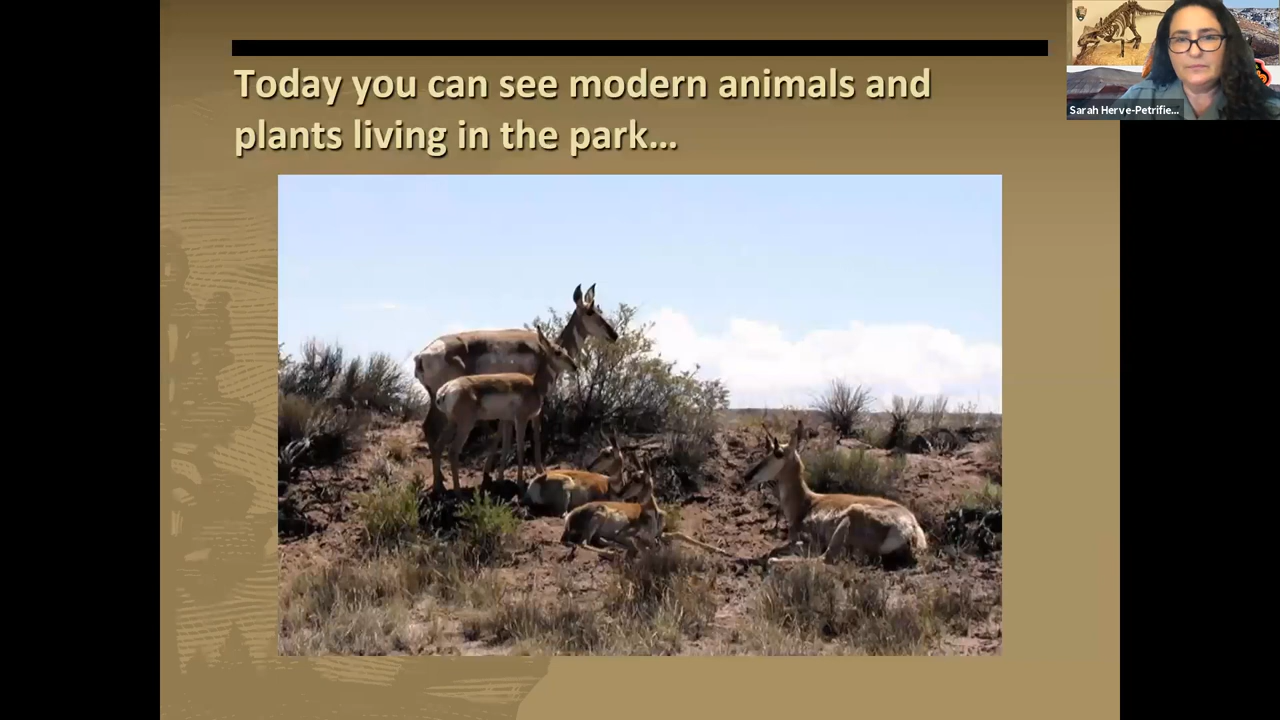 Today you can see modern animals and
plants living in the park…
Sarah Herve-Petrifie...